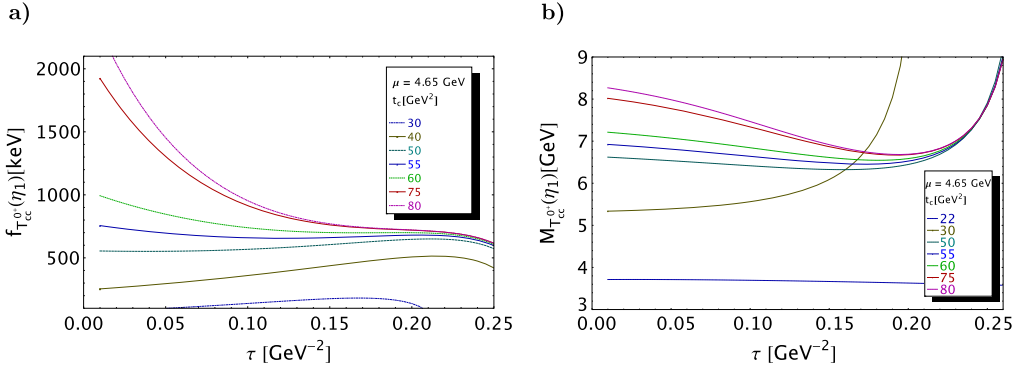 a)
2000
1500
1000
500
0.00 0.05 0.10 0.15 0.20 0.25
f_{T_{cc}^{0^+}}(η_1)[keV]
τ [GeV^{-2}]
μ = 4.65 GeV
t_c[GeV^2]
30
40
50
55
60
75
80
b)
9
8
7
6
5
4
3
0.00 0.05 0.10 0.15 0.20 0.25
M_{T_{cc}^{0^+}}(η_1)[GeV]
τ [GeV^{-2}]
μ = 4.65 GeV
t_c[GeV^2]
22
30
50
55
60
75
80